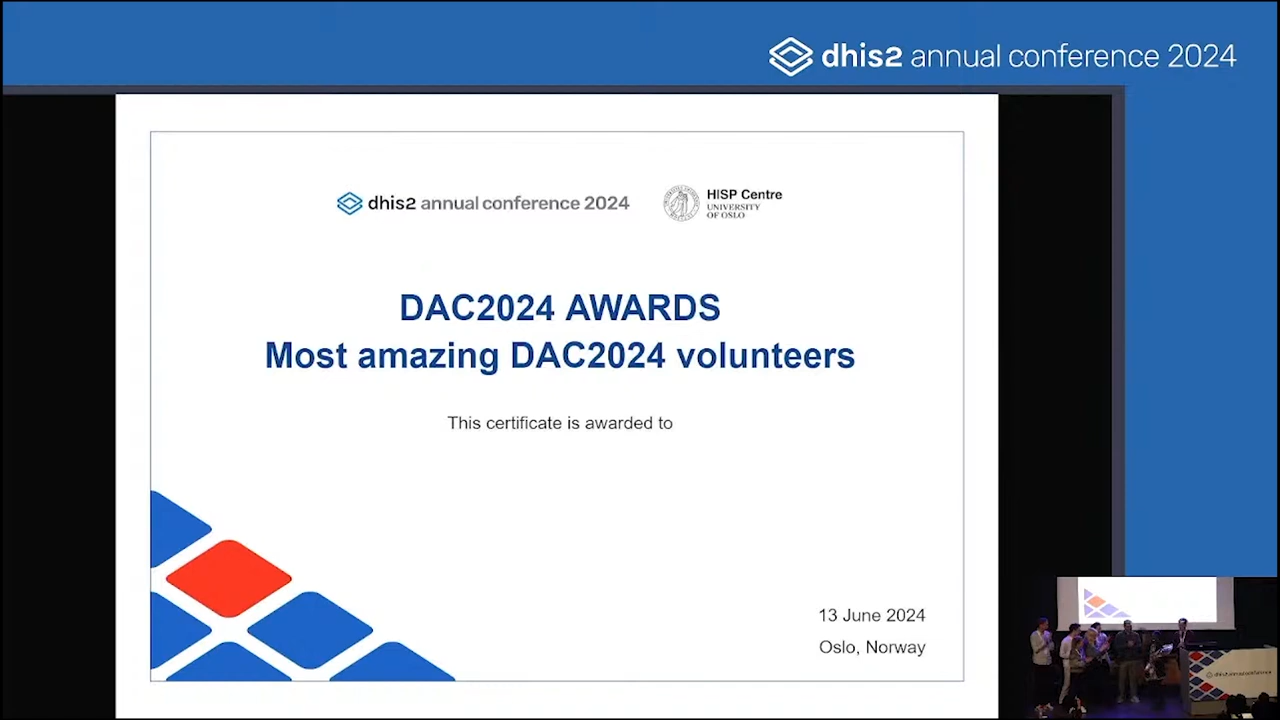 dhis2 annual conference 2024
dhis2 annual conference 2024
HISP Centre
UNIVERSITY
OF OSLO
DAC2024 AWARDS
Most amazing DAC2024 volunteers
This certificate is awarded to
13 June 2024
Oslo, Norway